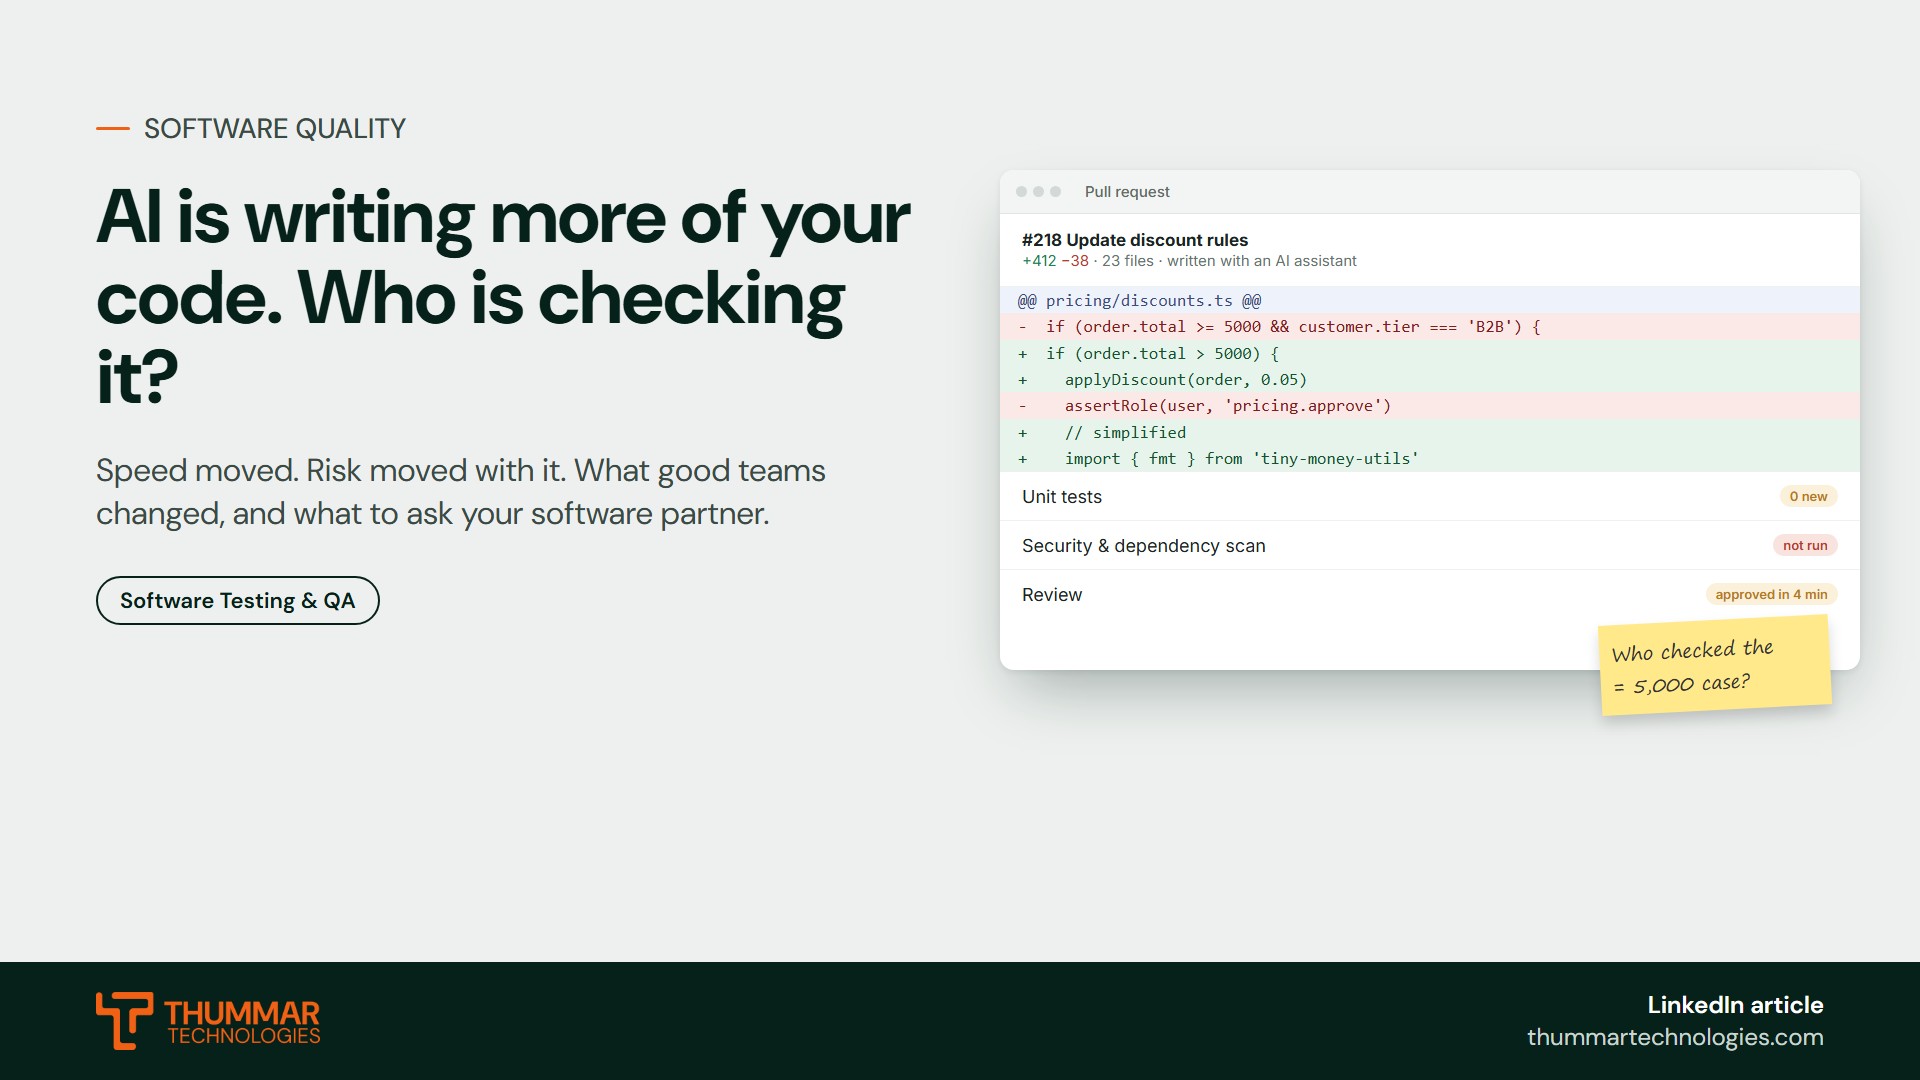 SOFTWARE QUALITY
AI is writing more of your
code. Who is checking
it?
Speed moved. Risk moved with it. What good teams
changed, and what to ask your software partner.
Software Testing & QA
Pull request
#218 Update discount rules
+412 −38 · 23 files · written with an AI assistant
@@ pricing/discounts.ts @@
-  if (order.total >= 5000 && customer.tier === 'B2B') {
+  if (order.total > 5000) {
+    applyDiscount(order, 0.05)
-    assertRole(user, 'pricing.approve')
+    // simplified
+    import { fmt } from 'tiny-money-utils'
Unit tests 0 new
Security & dependency scan not run
Review approved in 4 min
Who checked the
= 5,000 case?
THUMMAR
TECHNOLOGIES
LinkedIn article
thummartechnologies.com